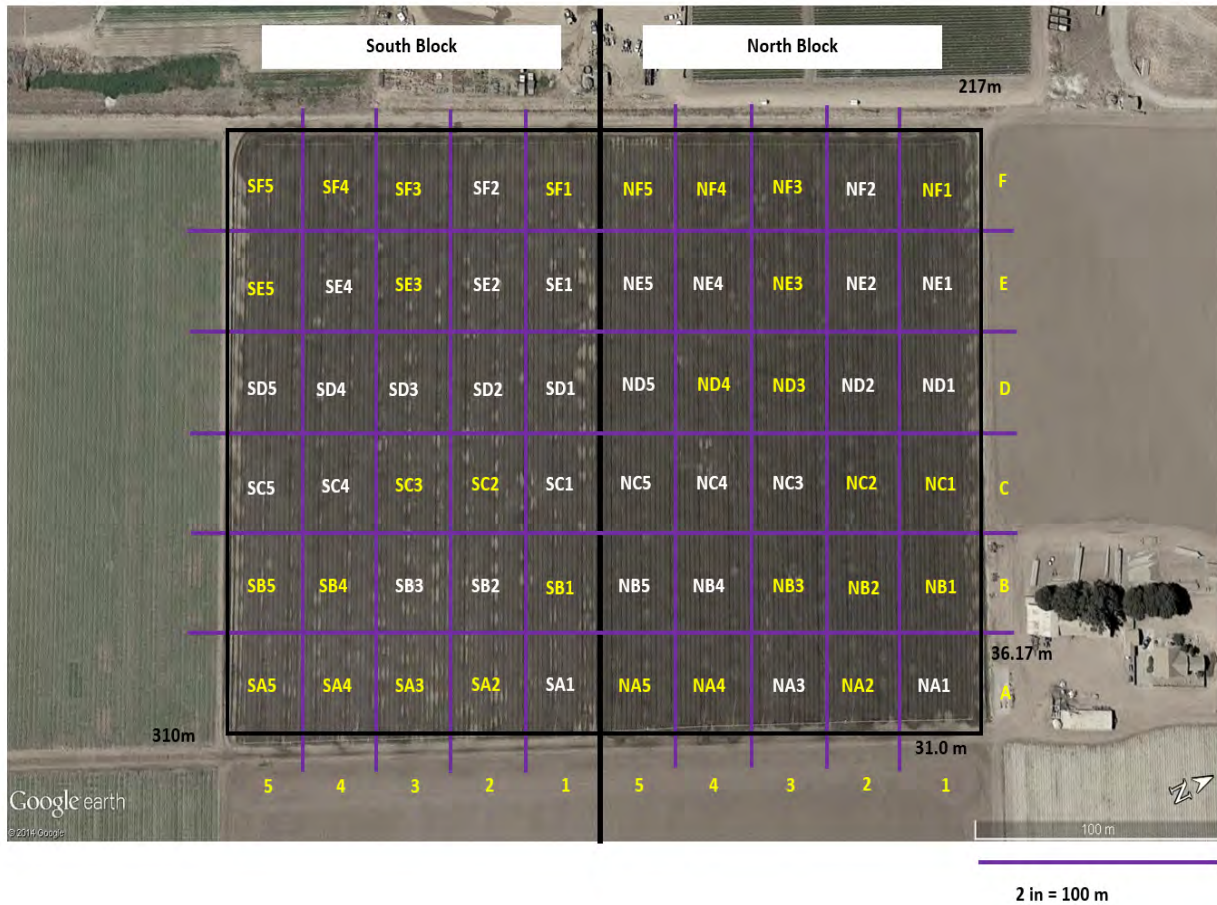 South Block North Block
217m
SF5 SF4 SF3 SF2 SF1 NF5 NF4 NF3 NF2 NF1 F
SE5 SE4 SE3 SE2 SE1 NE5 NE4 NE3 NE2 NE1 E
SD5 SD4 SD3 SD2 SD1 ND5 ND4 ND3 ND2 ND1 D
SC5 SC4 SC3 SC2 SC1 NC5 NC4 NC3 NC2 NC1 C
SB5 SB4 SB3 SB2 SB1 NB5 NB4 NB3 NB2 NB1 B
36.17 m
SA5 SA4 SA3 SA2 SA1 NA5 NA4 NA3 NA2 NA1 A
310m 31.0 m
5 4 3 2 1 5 4 3 2 1
Google earth
© 2014 Google
N
100 m
2 in = 100 m